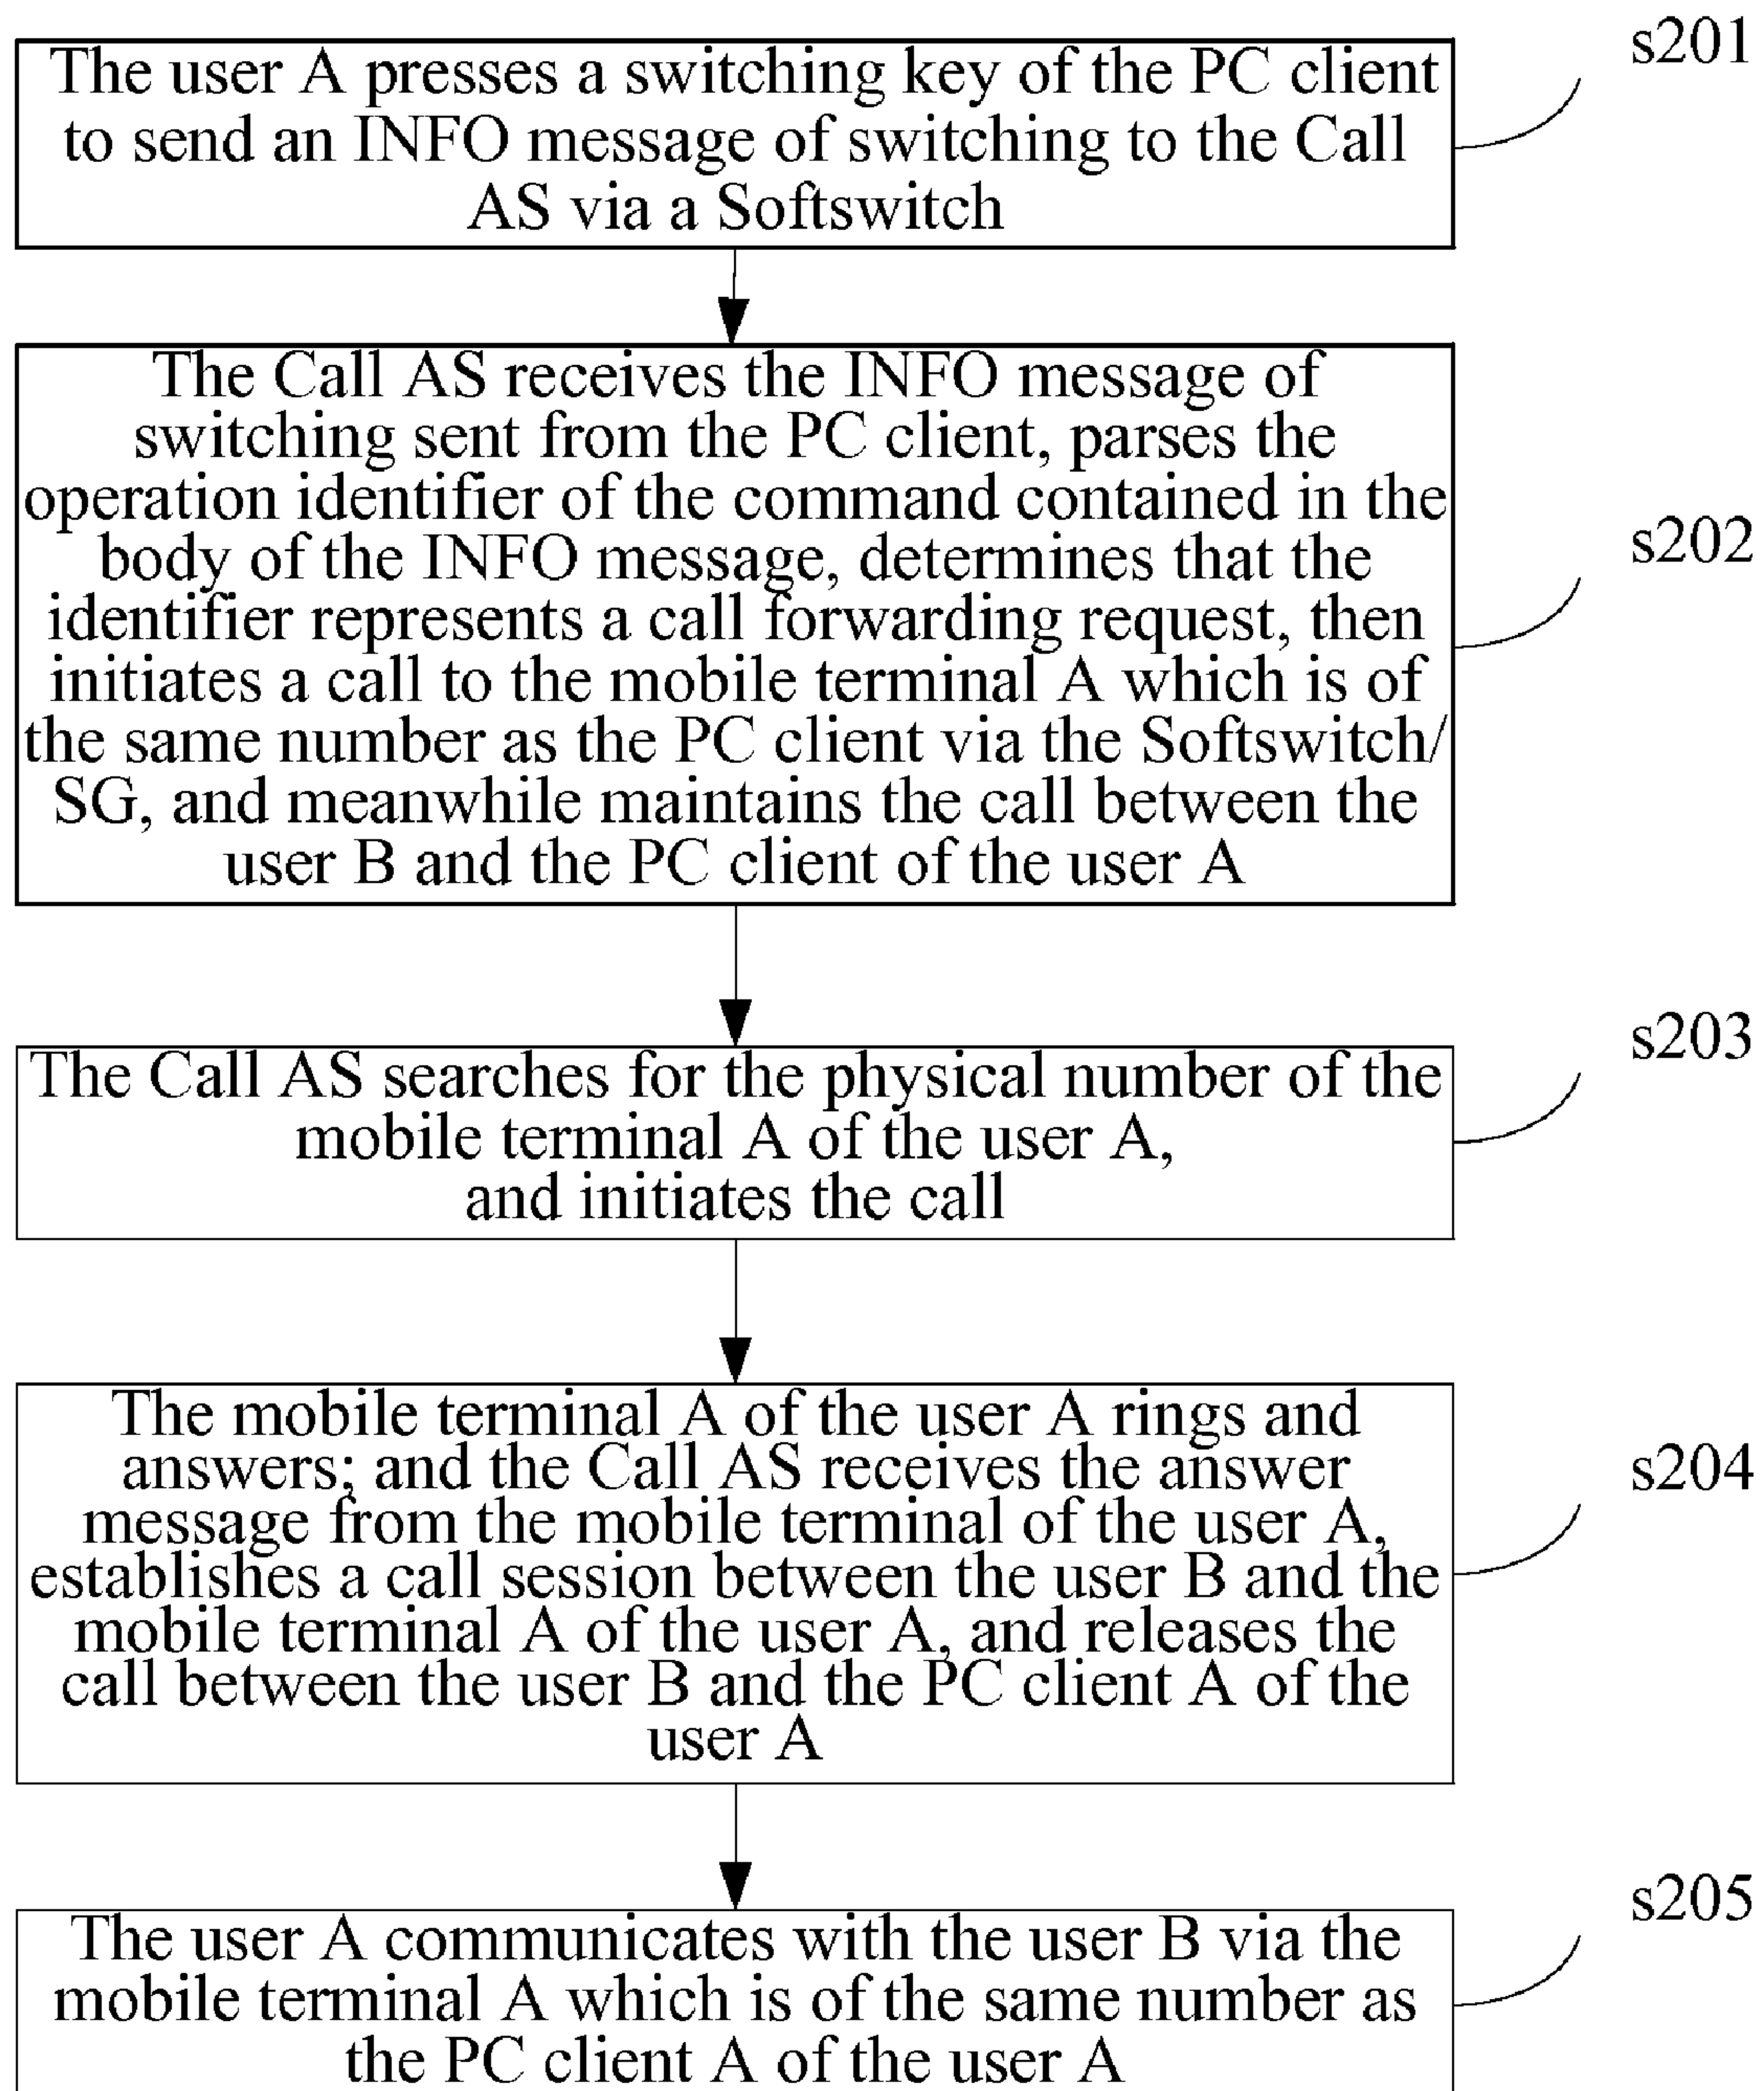 s201
The user A presses a switching key of the PC client
to send an INFO message of switching to the Call
AS via a Softswitch
The Call AS receives the INFO message of
switching sent from the PC client, parses the
operation identifier of the command contained in the
body of the INFO message, determines that the
identifier represents a call forwarding request, then
initiates a call to the mobile terminal A which is of
the same number as the PC client via the Softswitch/
SG, and meanwhile maintains the call between the
user B and the PC client of the user A
s202
The Call AS searches for the physical number of the
mobile terminal A of the user A,
and initiates the call
s203
The mobile terminal A of the user A rings and
answers; and the Call AS receives the answer
message from the mobile terminal of the user A,
establishes a call session between the user B and the
mobile terminal A of the user A, and releases the
call between the user B and the PC client A of the
user A
s204
The user A communicates with the user B via the
mobile terminal A which is of the same number as
the PC client A of the user A
s205